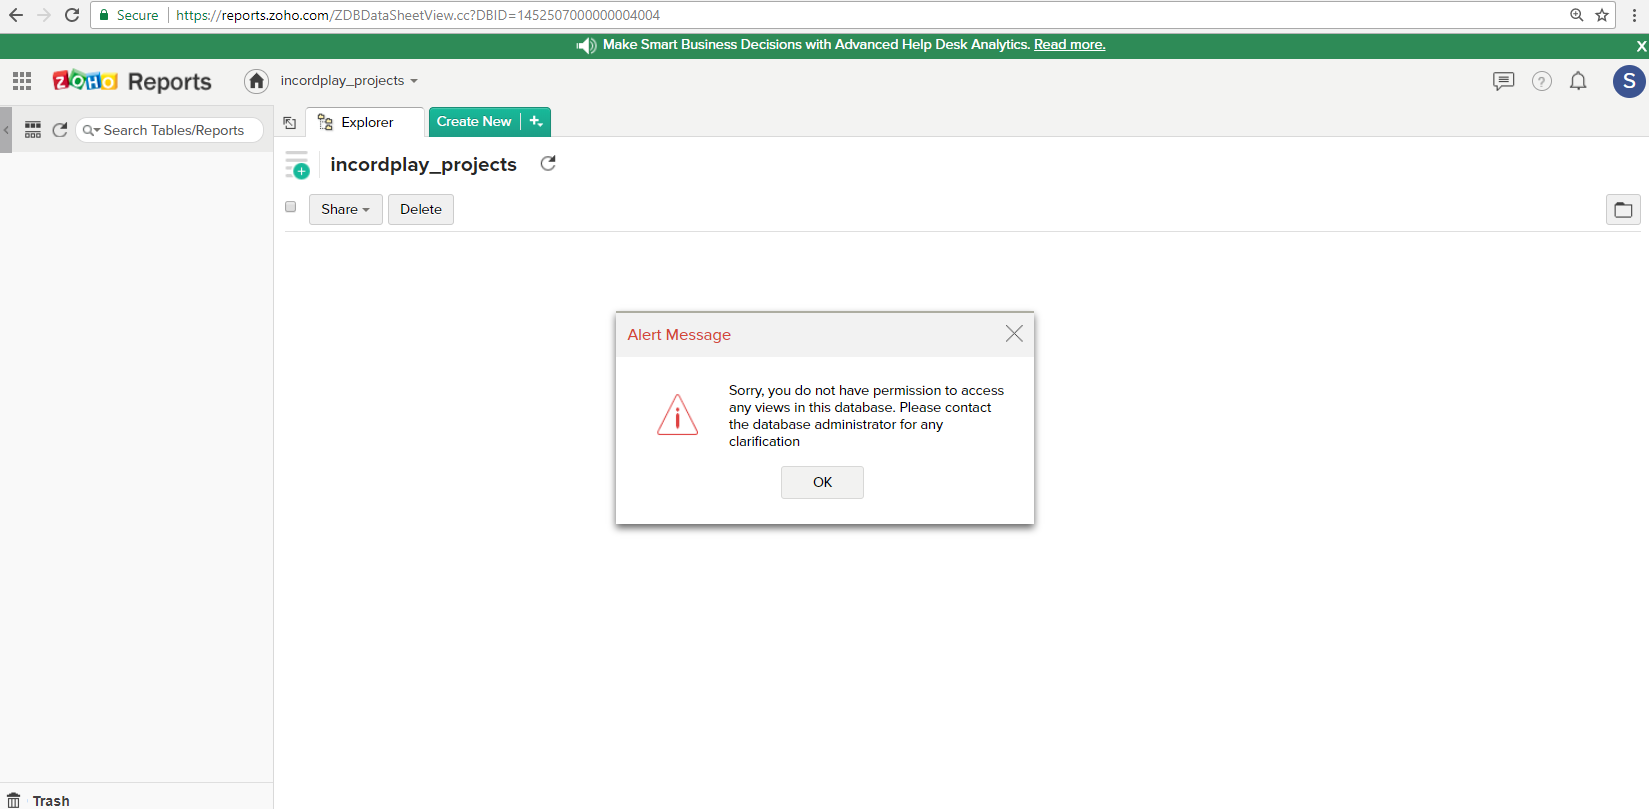 Secure https://reports.zoho.com/ZDBDataSheetView.cc?DBID=1452507000000004004
Make Smart Business Decisions with Advanced Help Desk Analytics. Read more. X
ZOHO Reports incordplay_projects ? S
Search Tables/Reports Explorer Create New
incordplay_projects
Share Delete
Alert Message
Sorry, you do not have permission to access
any views in this database. Please contact
the database administrator for any
clarification
OK
Trash